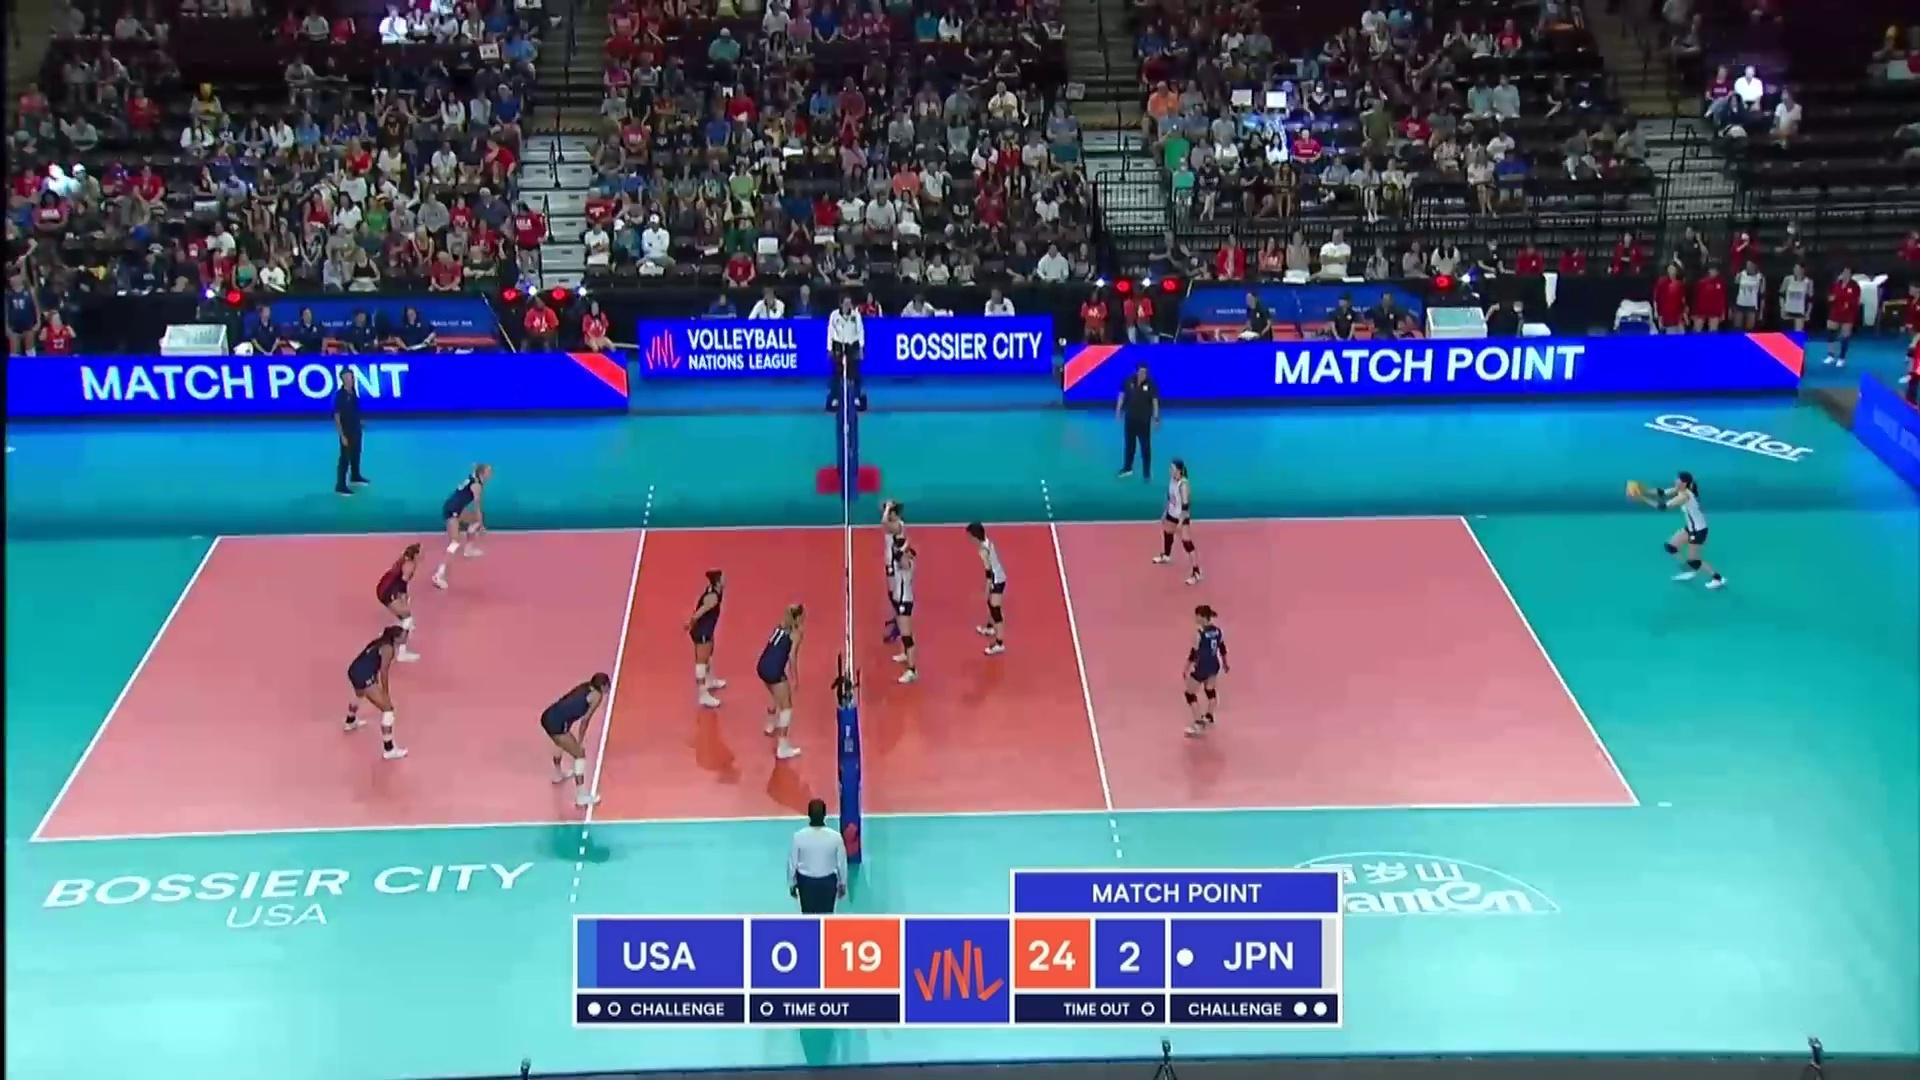 MATCH POINT
VOLLEYBALL
NATIONS LEAGUE
BOSSIER CITY
MATCH POINT
Gerflor
BOSSIER CITY
USA
MATCH POINT
USA 0 19 VNL 24 2 JPN
CHALLENGE TIME OUT TIME OUT CHALLENGE